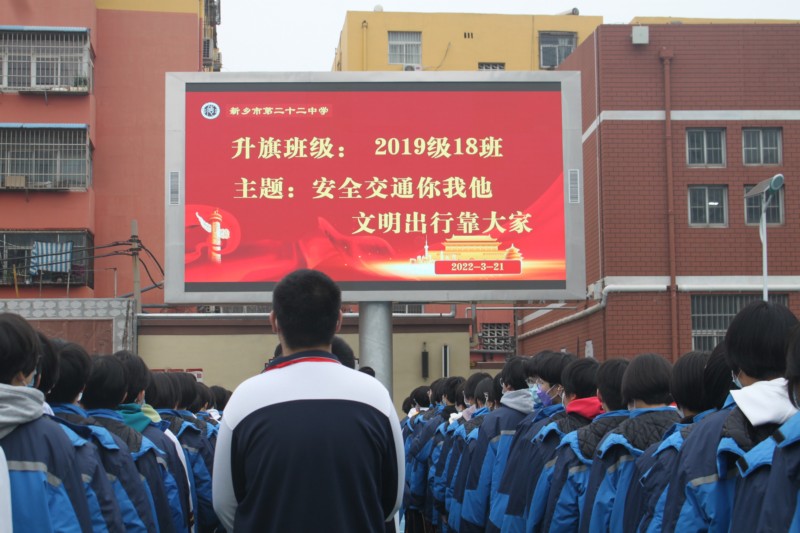 新乡市第二十二中学
升旗班级： 2019级18班
主题：安全交通你我他
文明出行靠大家
2022-3-21